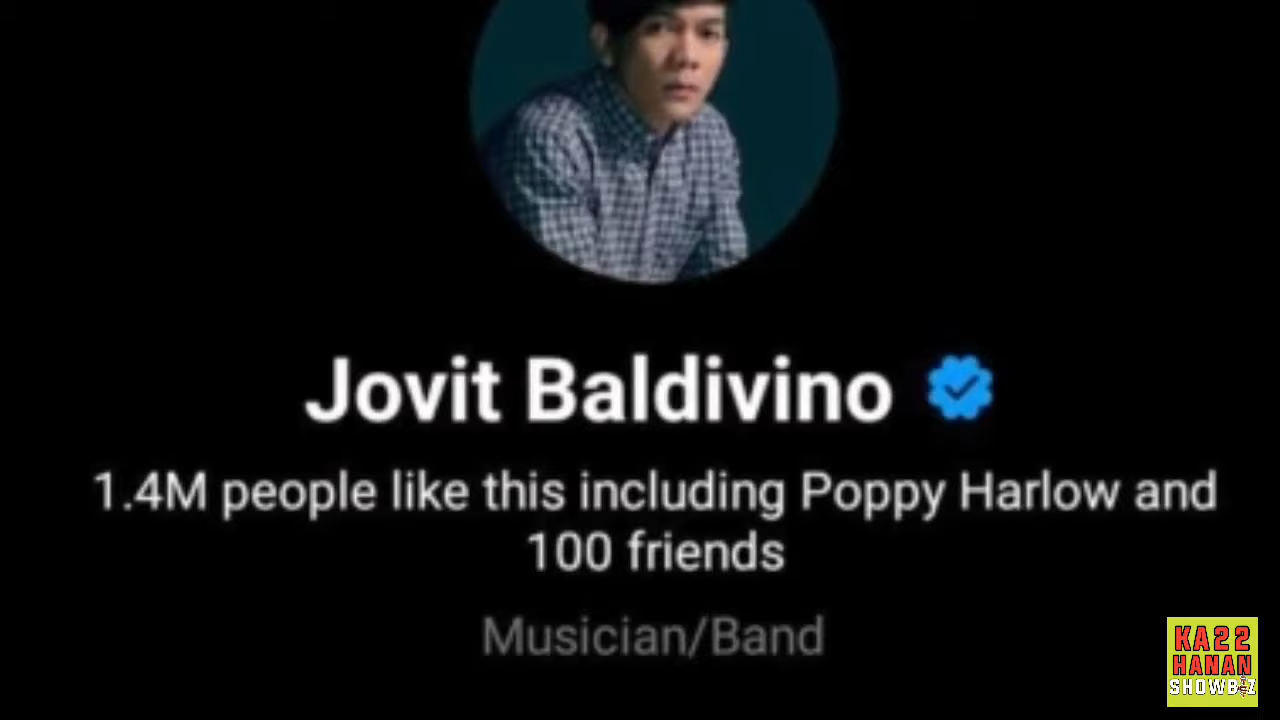 Jovit Baldivino
1.4M people like this including Poppy Harlow and
100 friends
Musician/Band
KA22
HANAN
SHOWBIZ